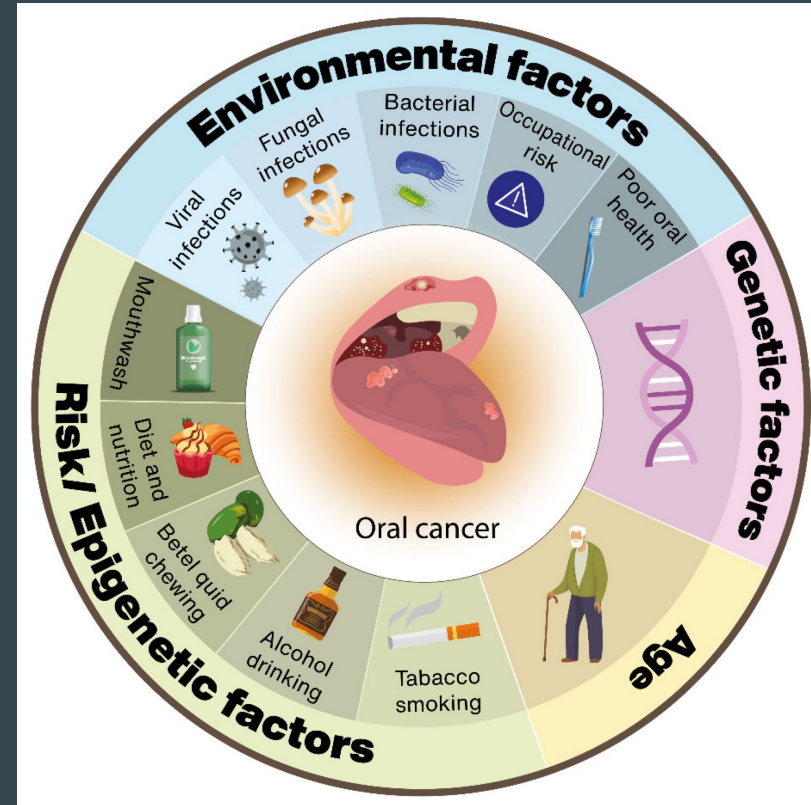 Environmental factors
Viral
infections
Fungal
infections
Bacterial
infections
Occupational
risk
Poor oral
health
Genetic factors
Age
Risk/ Epigenetic factors
Mouthwash
Diet and
nutrition
Betel quid
chewing
Alcohol
drinking
Tabacco
smoking
Oral cancer